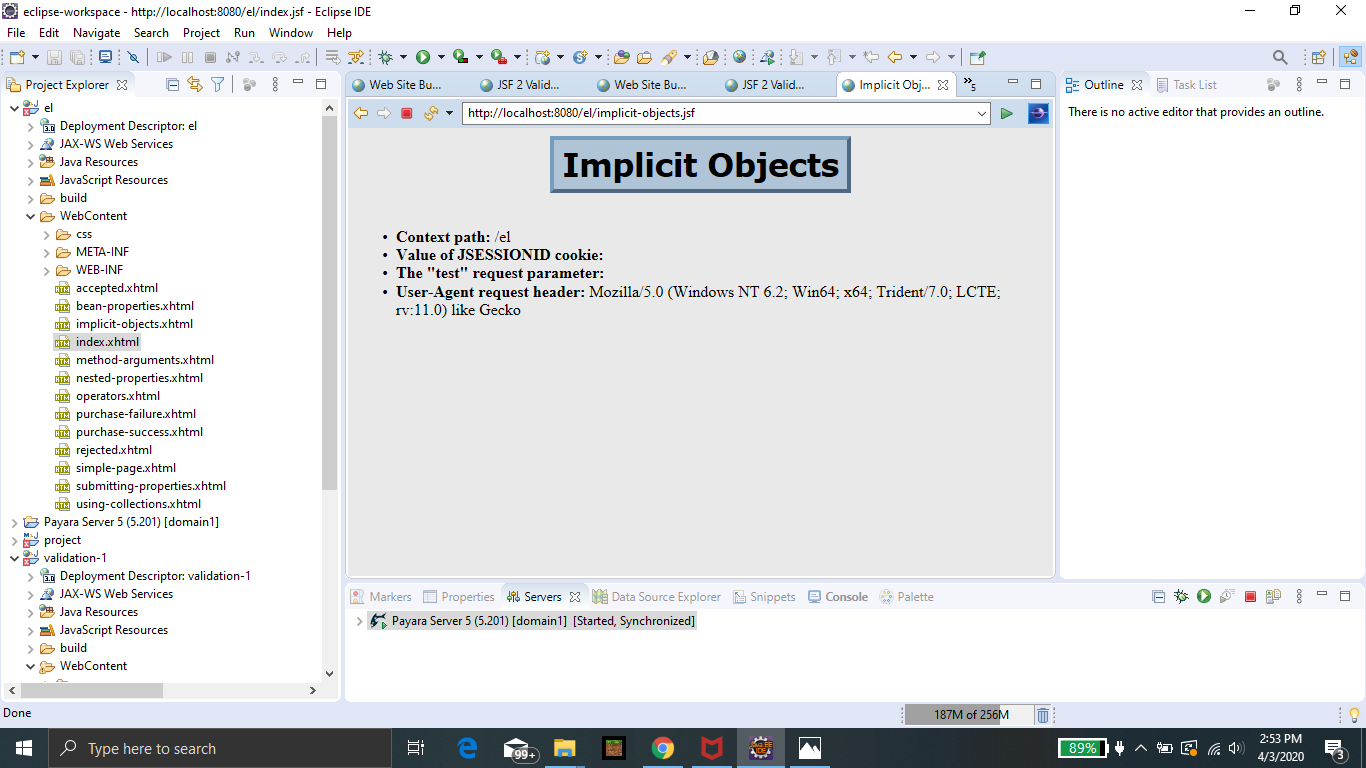 eclipse-workspace - http://localhost:8080/el/index.jsf - Eclipse IDE
File Edit Navigate Search Project Run Window Help
Project Explorer
el
Deployment Descriptor: el
JAX-WS Web Services
Java Resources
JavaScript Resources
build
WebContent
css
META-INF
WEB-INF
accepted.xhtml
bean-properties.xhtml
implicit-objects.xhtml
index.xhtml
method-arguments.xhtml
nested-properties.xhtml
operators.xhtml
purchase-failure.xhtml
purchase-success.xhtml
rejected.xhtml
simple-page.xhtml
submitting-properties.xhtml
using-collections.xhtml
Payara Server 5 (5.201) [domain1]
project
validation-1
Deployment Descriptor: validation-1
JAX-WS Web Services
Java Resources
JavaScript Resources
build
WebContent
Web Site Bu... JSF 2 Valid... Web Site Bu... JSF 2 Valid... Implicit Obj... »5
http://localhost:8080/el/implicit-objects.jsf
Implicit Objects
• Context path: /el
• Value of JSESSIONID cookie:
• The "test" request parameter:
• User-Agent request header: Mozilla/5.0 (Windows NT 6.2; Win64; x64; Trident/7.0; LCTE;
rv:11.0) like Gecko
Outline Task List
There is no active editor that provides an outline.
Markers Properties Servers Data Source Explorer Snippets Console Palette
Payara Server 5 (5.201) [domain1] [Started, Synchronized]
Done
187M of 256M
Type here to search
99+
89%
2:53 PM
4/3/2020
3